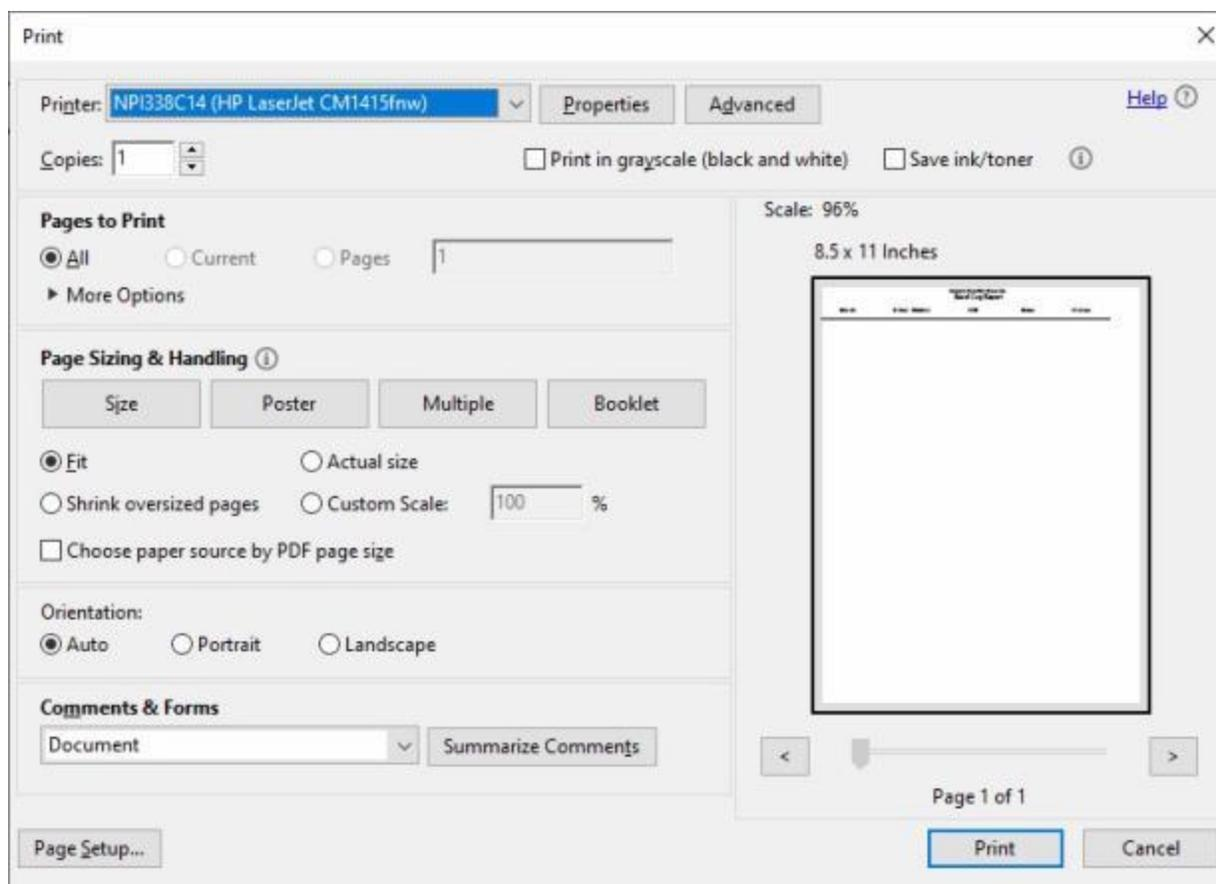 Print
Printer: NPI338C14 (HP LaserJet CM1415fnw) Properties Advanced Help
Copies: 1 Print in grayscale (black and white) Save ink/toner
Pages to Print
All Current Pages 1
More Options
Page Sizing & Handling
Size Poster Multiple Booklet
Fit Actual size
Shrink oversized pages Custom Scale: 100 %
Choose paper source by PDF page size
Orientation:
Auto Portrait Landscape
Comments & Forms
Document Summarize Comments
Scale: 96%
8.5 x 11 Inches
< >
Page 1 of 1
Page Setup... Print Cancel